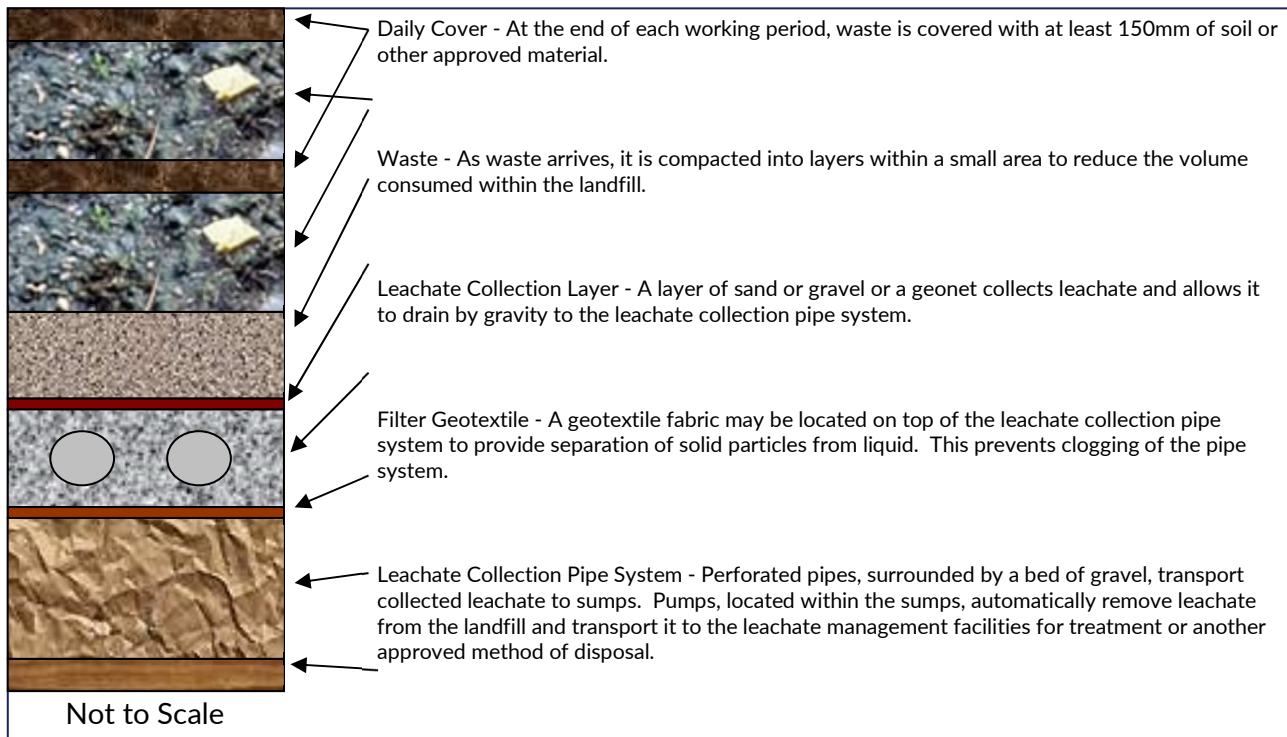 Daily Cover - At the end of each working period, waste is covered with at least 150mm of soil or
other approved material.
Waste - As waste arrives, it is compacted into layers within a small area to reduce the volume
consumed within the landfill.
Leachate Collection Layer - A layer of sand or gravel or a geonet collects leachate and allows it
to drain by gravity to the leachate collection pipe system.
Filter Geotextile - A geotextile fabric may be located on top of the leachate collection pipe
system to provide separation of solid particles from liquid.  This prevents clogging of the pipe
system.
Leachate Collection Pipe System - Perforated pipes, surrounded by a bed of gravel, transport
collected leachate to sumps.  Pumps, located within the sumps, automatically remove leachate
from the landfill and transport it to the leachate management facilities for treatment or another
approved method of disposal.
Not to Scale